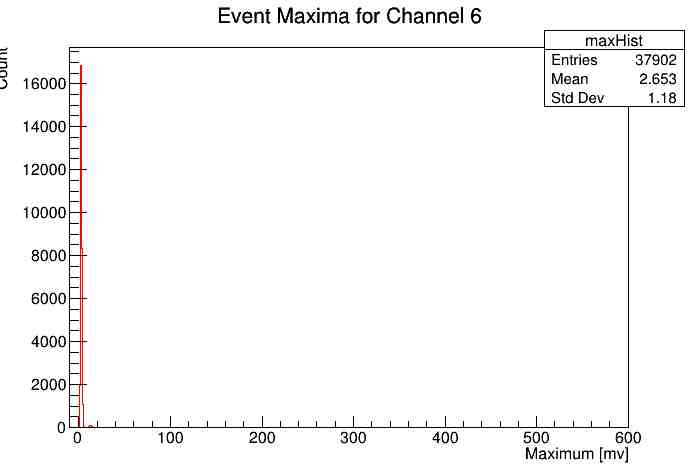 Event Maxima for Channel 6
maxHist
Entries 37902
Mean 2.653
Std Dev 1.18
Count
16000
14000
12000
10000
8000
6000
4000
2000
0
0 100 200 300 400 500 600
Maximum [mv]